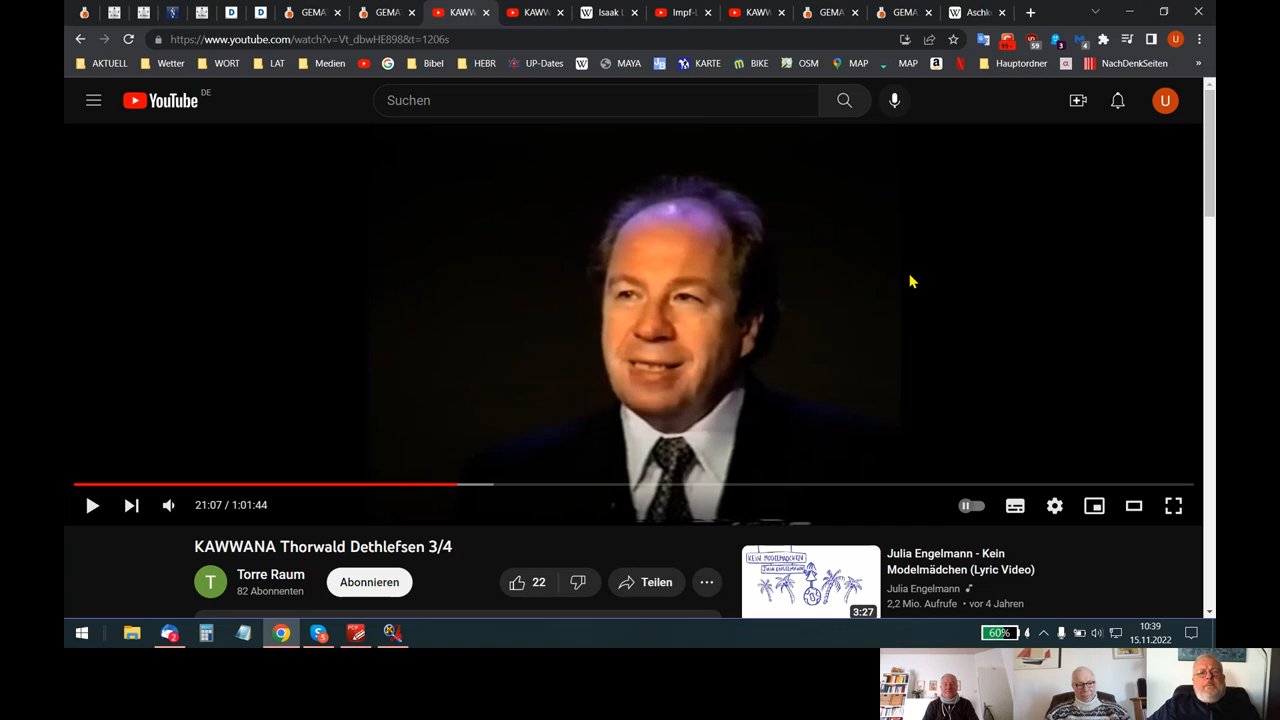 GEMA
GEMA
KAWW
KAWW
Isaak
Impf-
KAWW
GEMA
GEMA
Aschk
https://www.youtube.com/watch?v=Vt_dbwHE898&t=1206s
99+
59
3
4
U
AKTUELL Wetter WORT LAT Medien Bibel HEBR UP-Dates MAYA KARTE BIKE OSM MAP MAP Hauptordner NachDenkSeiten »
YouTube DE
Suchen
U
21:07 / 1:01:44
KAWWANA Thorwald Dethlefsen 3/4
T
Torre Raum
82 Abonnenten
Abonnieren
22
Teilen
KEIN MODELMÄDCHEN
JULIA ENGELMANN
3:27
Julia Engelmann - Kein
Modelmädchen (Lyric Video)
Julia Engelmann
2,2 Mio. Aufrufe • vor 4 Jahren
60%
10:39
15.11.2022